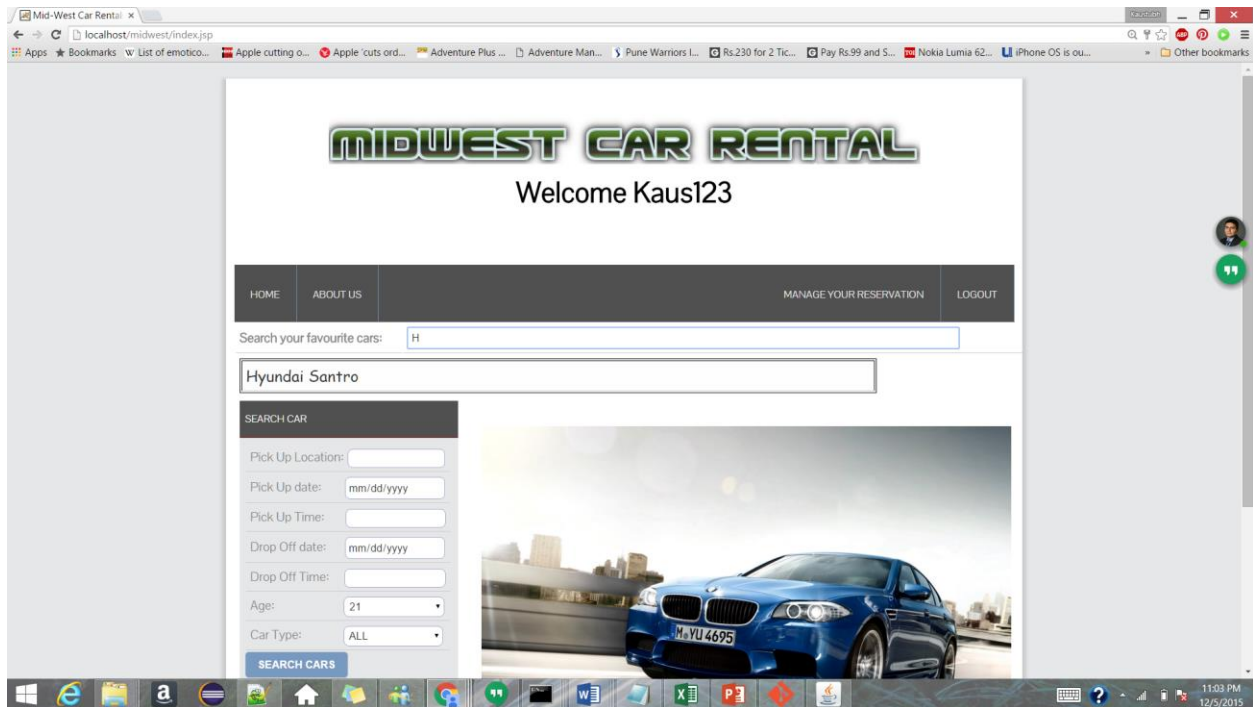 Mid-West Car Rental
Kaustubh
localhost/midwest/index.jsp
Apps Bookmarks List of emotico... Apple cutting o... Apple 'cuts ord... Adventure Plus ... Adventure Man... Pune Warriors I... Rs.230 for 2 Tic... Pay Rs.99 and S... Nokia Lumia 62... iPhone OS is ou... » Other bookmarks
MIDWEST CAR RENTAL
Welcome Kaus123
HOME ABOUT US MANAGE YOUR RESERVATION LOGOUT
Search your favourite cars: H
Hyundai Santro
SEARCH CAR
Pick Up Location:
Pick Up date: mm/dd/yyyy
Pick Up Time:
Drop Off date: mm/dd/yyyy
Drop Off Time:
Age: 21
Car Type: ALL
SEARCH CARS
M YU 4695
11:03 PM
12/5/2015